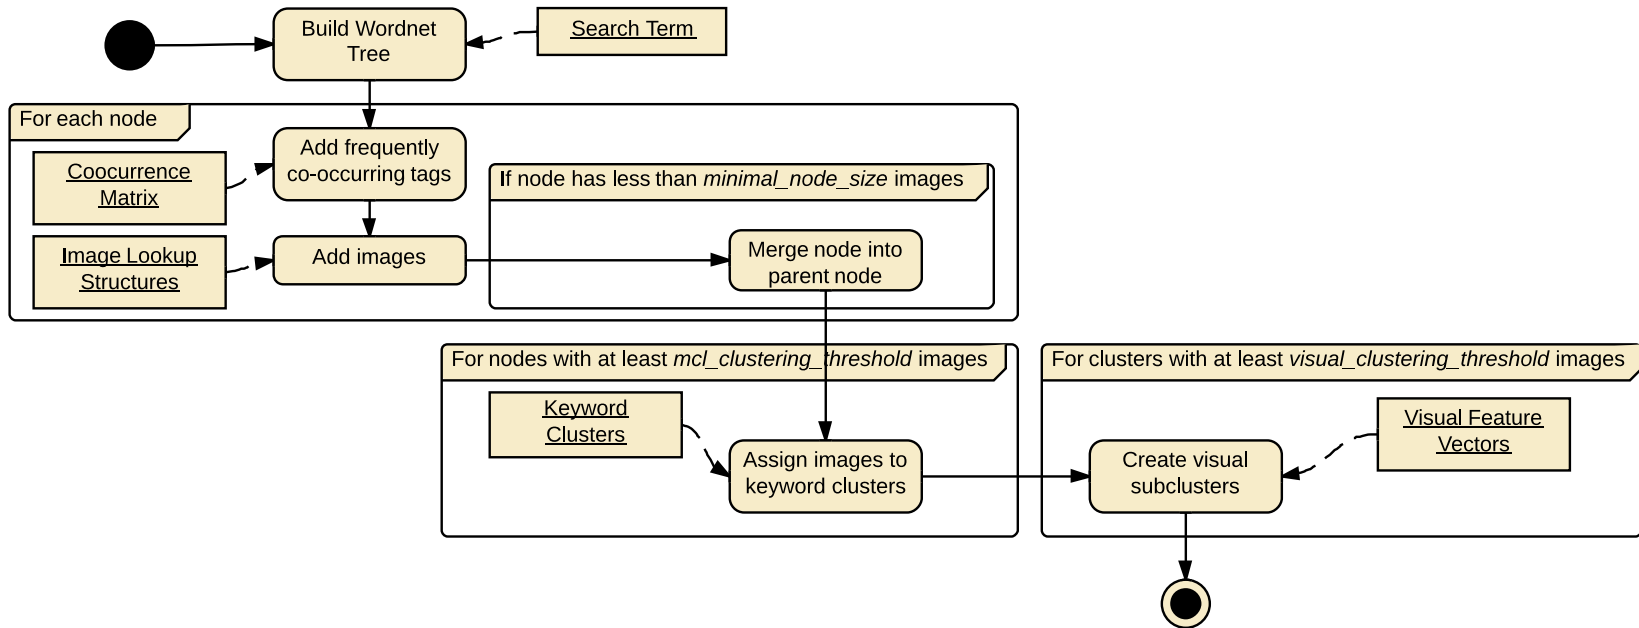 Build Wordnet
Tree
Search Term
For each node
Add frequently
co-occurring tags
Coocurrence
Matrix
If node has less than minimal_node_size images
Image Lookup
Structures
Add images
Merge node into
parent node
For nodes with at least mcl_clustering_threshold images
For clusters with at least visual_clustering_threshold images
Keyword
Clusters
Visual Feature
Vectors
Assign images to
keyword clusters
Create visual
subclusters